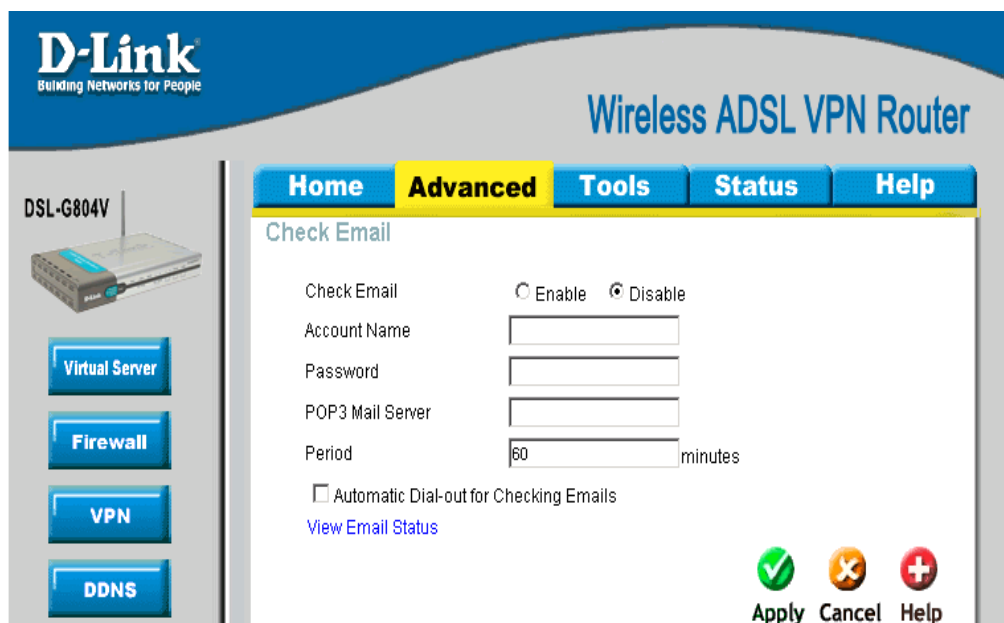 D-Link
Building Networks for People
Wireless ADSL VPN Router
DSL-G804V
Home Advanced Tools Status Help
Check Email
Check Email Enable Disable
Account Name
Password
POP3 Mail Server
Period 60 minutes
Automatic Dial-out for Checking Emails
View Email Status
Virtual Server
Firewall
VPN
DDNS
Apply Cancel Help